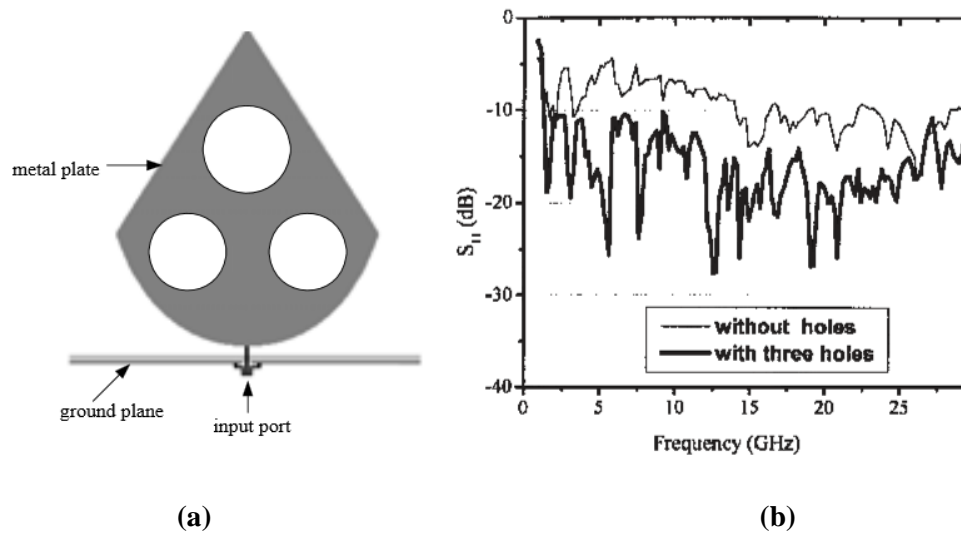 metal plate
ground plane
input port
(a)
0
-10
-20
-30
-40
S11 (dB)
without holes
with three holes
0
5
10
15
20
25
Frequency (GHz)
(b)